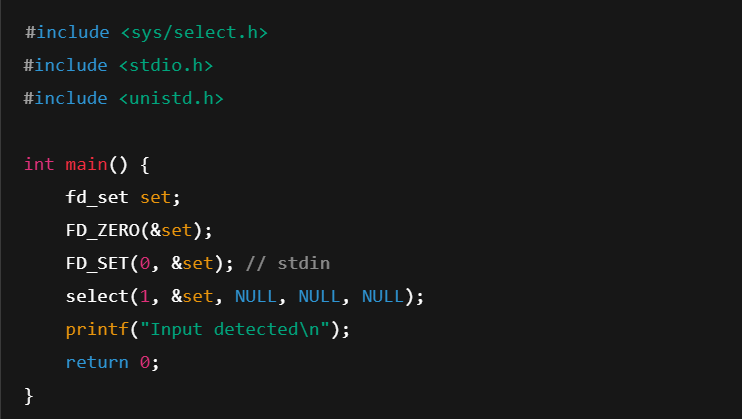 #include <sys/select.h>
#include <stdio.h>
#include <unistd.h>

int main() {
    fd_set set;
    FD_ZERO(&set);
    FD_SET(0, &set); // stdin
    select(1, &set, NULL, NULL, NULL);
    printf("Input detected\n");
    return 0;
}